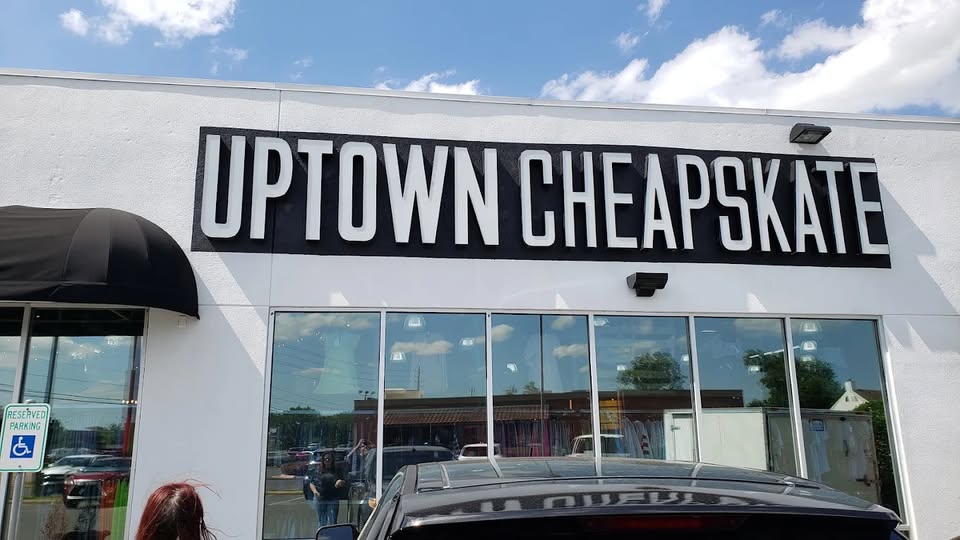 UPTOWN CHEAPSKATE
RESERVED
PARKING